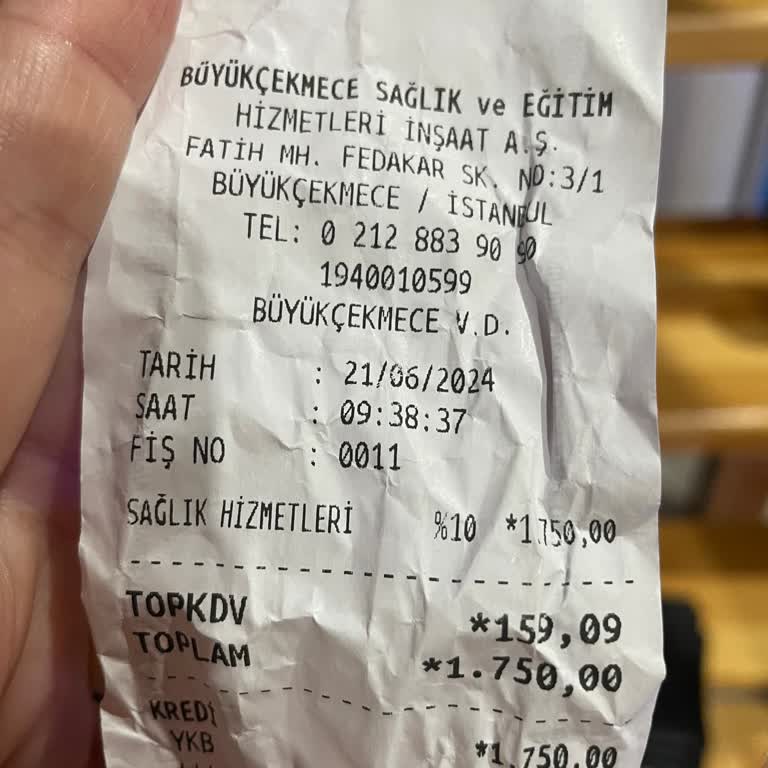 BÜYÜKÇEKMECE SAĞLIK ve EĞİTİM
HİZMETLERİ İNŞAAT A.Ş.
FATİH MH. FEDAKAR SK. NO:3/1
BÜYÜKÇEKMECE / İSTANBUL
TEL: 0 212 883 90 90
1940010599
BÜYÜKÇEKMECE V.D.
TARİH : 21/06/2024
SAAT : 09:38:37
FİŞ NO : 0011
SAĞLIK HİZMETLERİ %10 *1.750,00
TOPKDV *159,09
TOPLAM *1.750,00
KREDİ
YKB *1.750,00